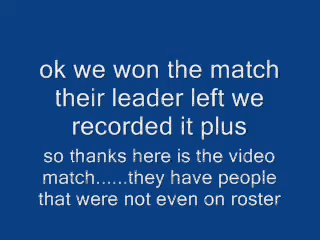 ok we won the match
their leader left we
recorded it plus
so thanks here is the video
match......they have people
that were not even on roster